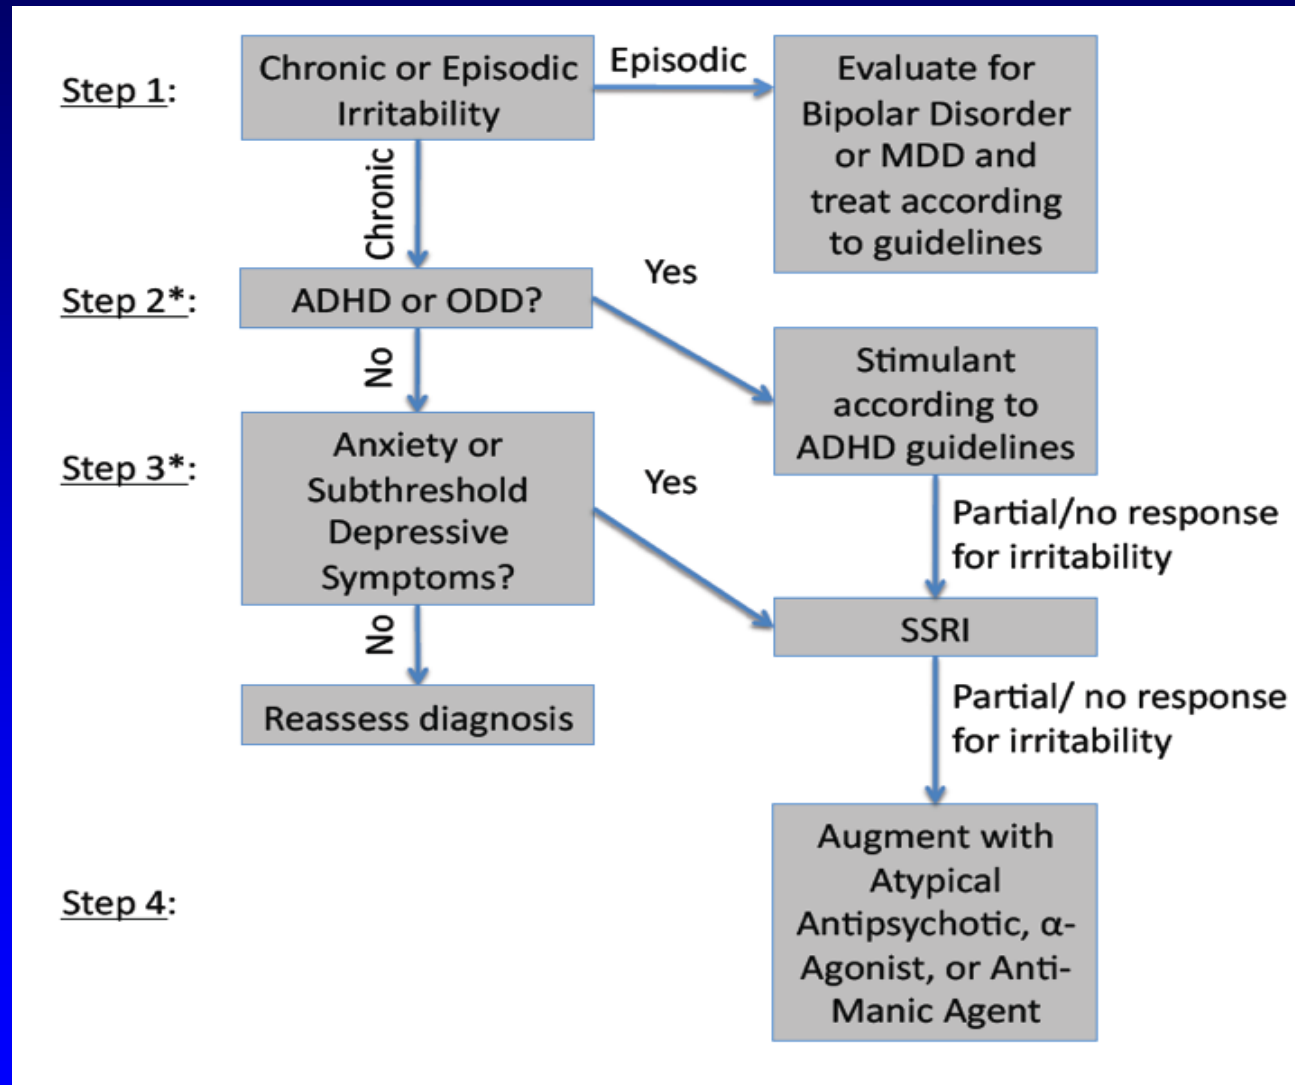 Step 1:
Chronic or Episodic
Irritability
Episodic
Evaluate for
Bipolar Disorder
or MDD and
treat according
to guidelines
Chronic
Step 2*:
ADHD or ODD?
Yes
Stimulant
according to
ADHD guidelines
No
Step 3*:
Anxiety or
Subthreshold
Depressive
Symptoms?
Yes
Partial/no response
for irritability
SSRI
No
Reassess diagnosis
Partial/ no response
for irritability
Step 4:
Augment with
Atypical
Antipsychotic, α-
Agonist, or Anti-
Manic Agent